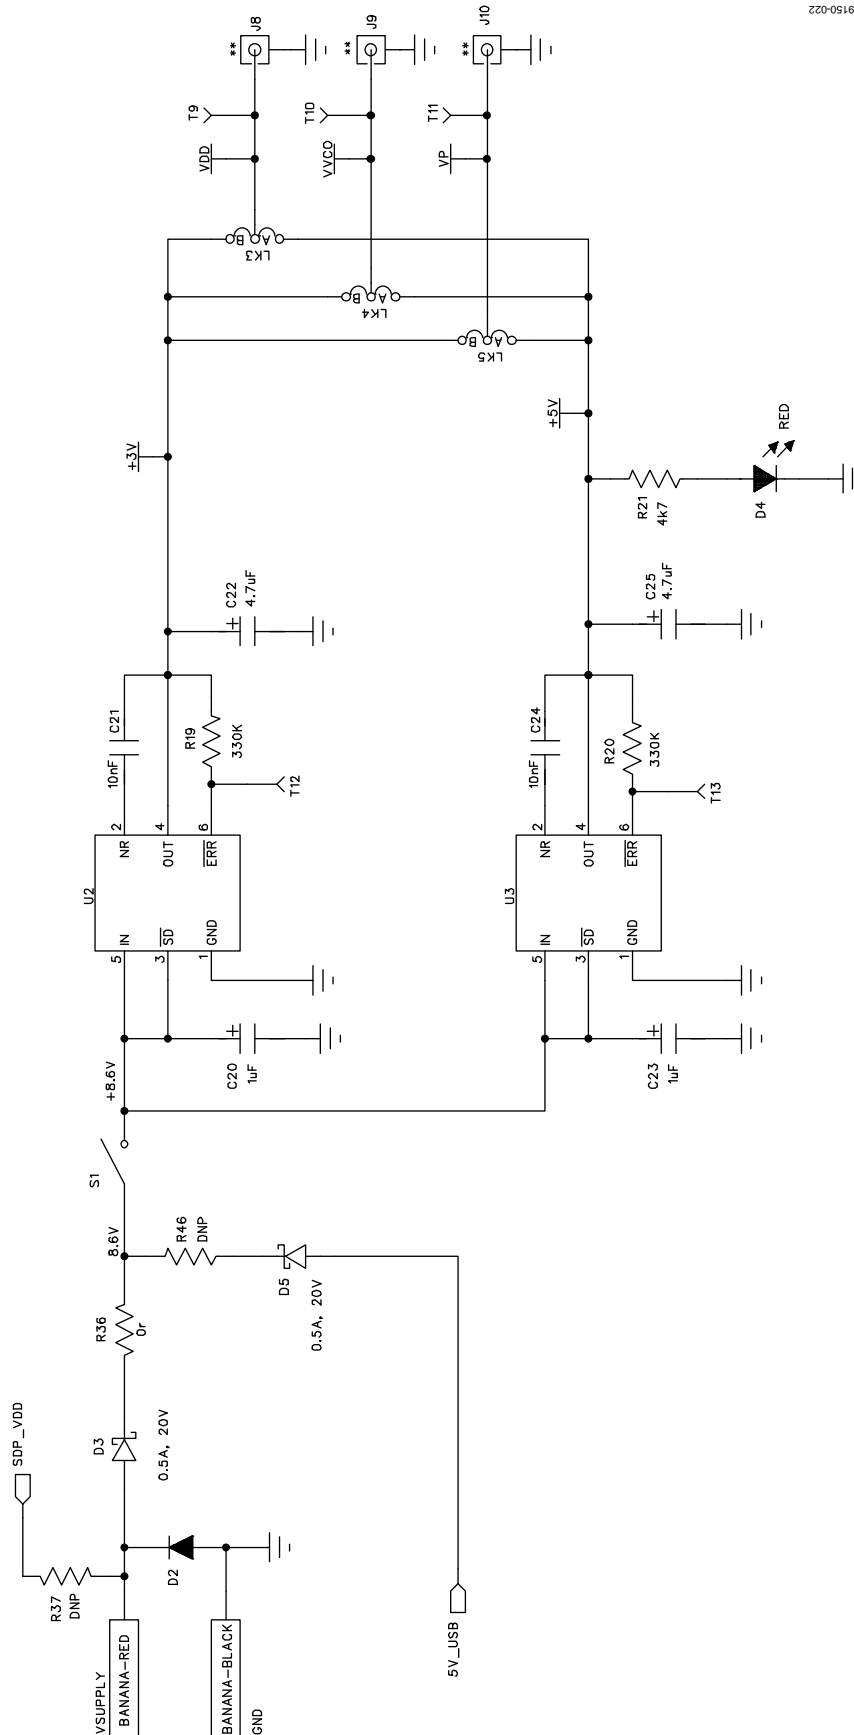 VSUPPLY
BANANA-RED
BANANA-BLACK
GND
R37
DNP
SDP_VDD
D2
D3
0.5A, 20V
R36
0r
8.6V
R46
DNP
D5
0.5A, 20V
5V_USB
S1
+8.6V
C20
1uF
U2
5
IN
3
SD
1
GND
NR
2
OUT
4
ERR
6
10nF
C21
R19
330K
T12
C22
4.7uF
+3V
C23
1uF
U3
5
IN
3
SD
1
GND
NR
2
OUT
4
ERR
6
10nF
C24
R20
330K
T13
C25
4.7uF
R21
4k7
D4
RED
+5V
LK3
A
B
LK4
A
B
LK5
A
B
VDD
T9
**
J8
VVCO
T10
**
J9
VP
T11
**
J10
9150-022